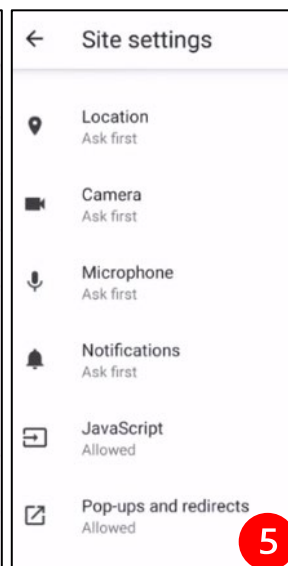 Site settings
Location
Ask first
Camera
Ask first
Microphone
Ask first
Notifications
Ask first
JavaScript
Allowed
Pop-ups and redirects
Allowed
5